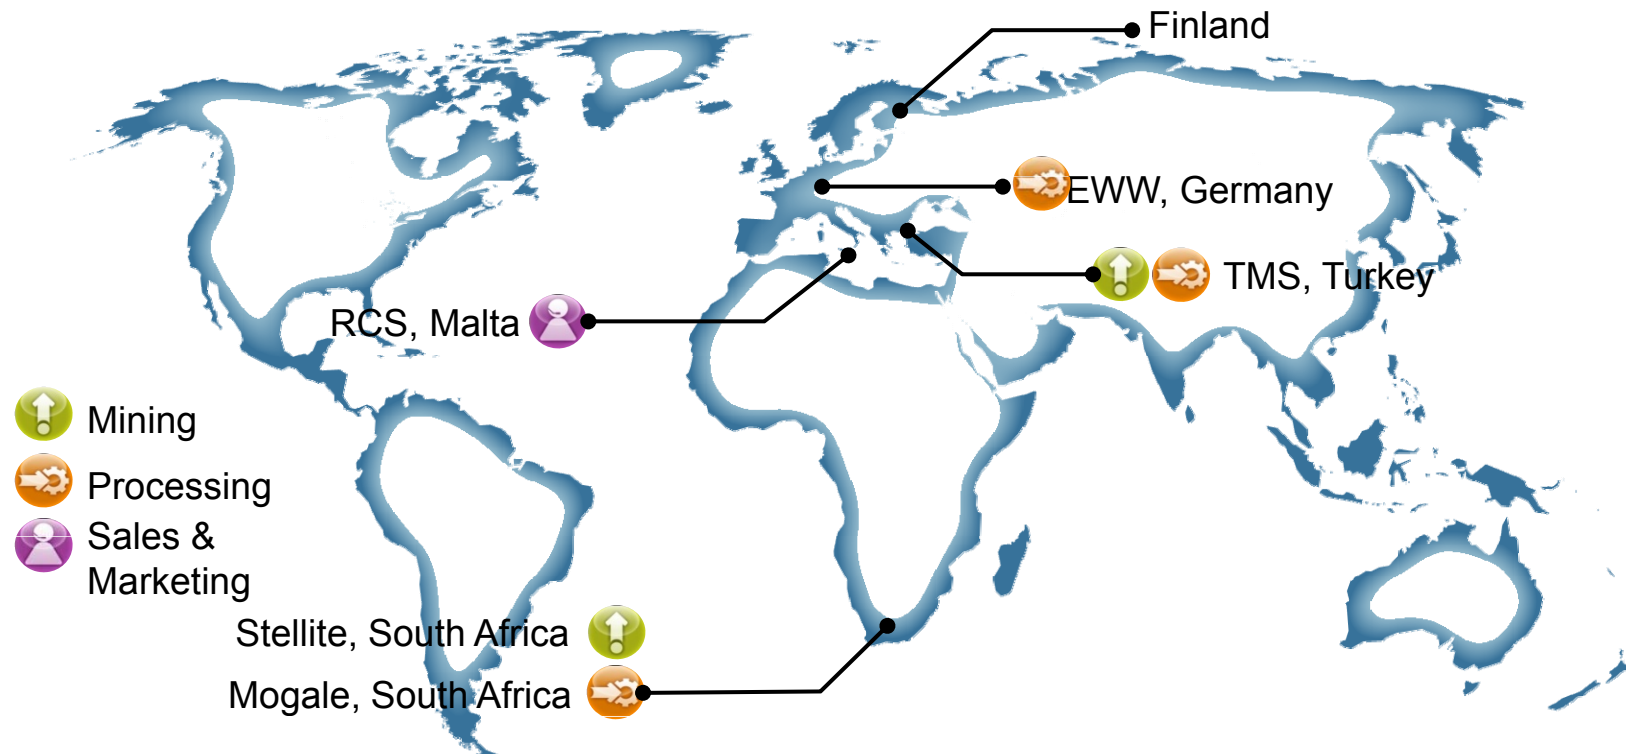 Finland
EWW, Germany
TMS, Turkey
RCS, Malta
Mining
Processing
Sales &
Marketing
Stellite, South Africa
Mogale, South Africa